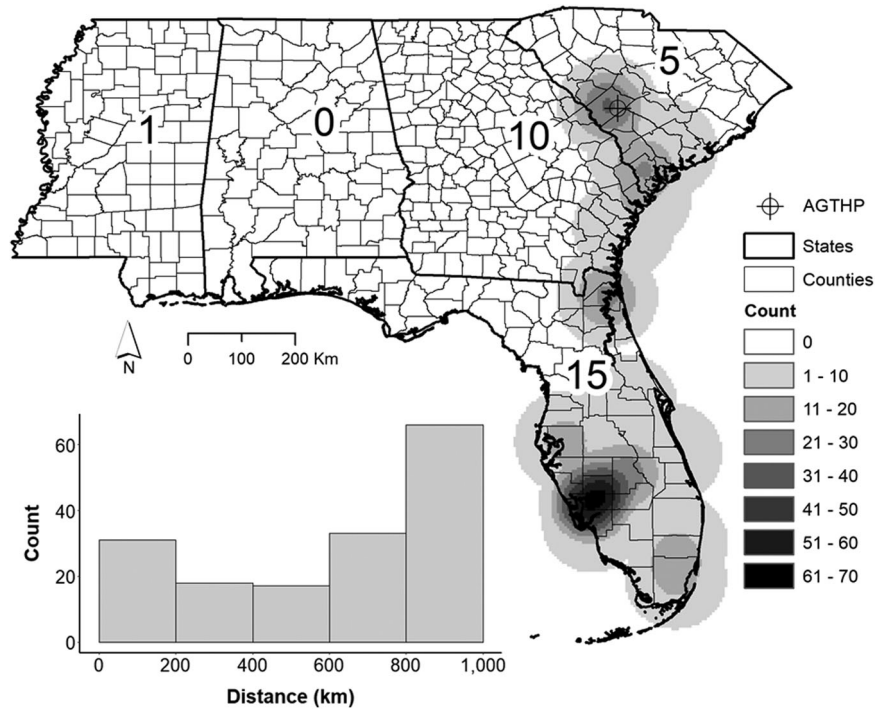 5
1
0
10
AGTHP
States
Counties
Count
0
1 - 10
11 - 20
21 - 30
31 - 40
41 - 50
51 - 60
61 - 70
N
0 100 200 Km
15
60
40
20
0
Count
0 200 400 600 800 1,000
Distance (km)